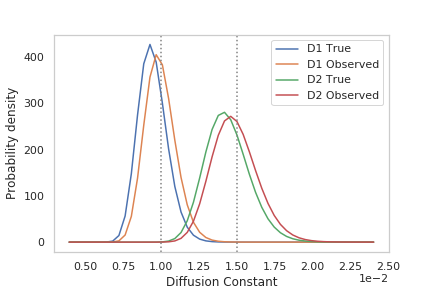 D1 True
D1 Observed
D2 True
D2 Observed
400
300
200
100
0
Probability density
0.50 0.75 1.00 1.25 1.50 1.75 2.00 2.25 2.50
1e−2
Diffusion Constant